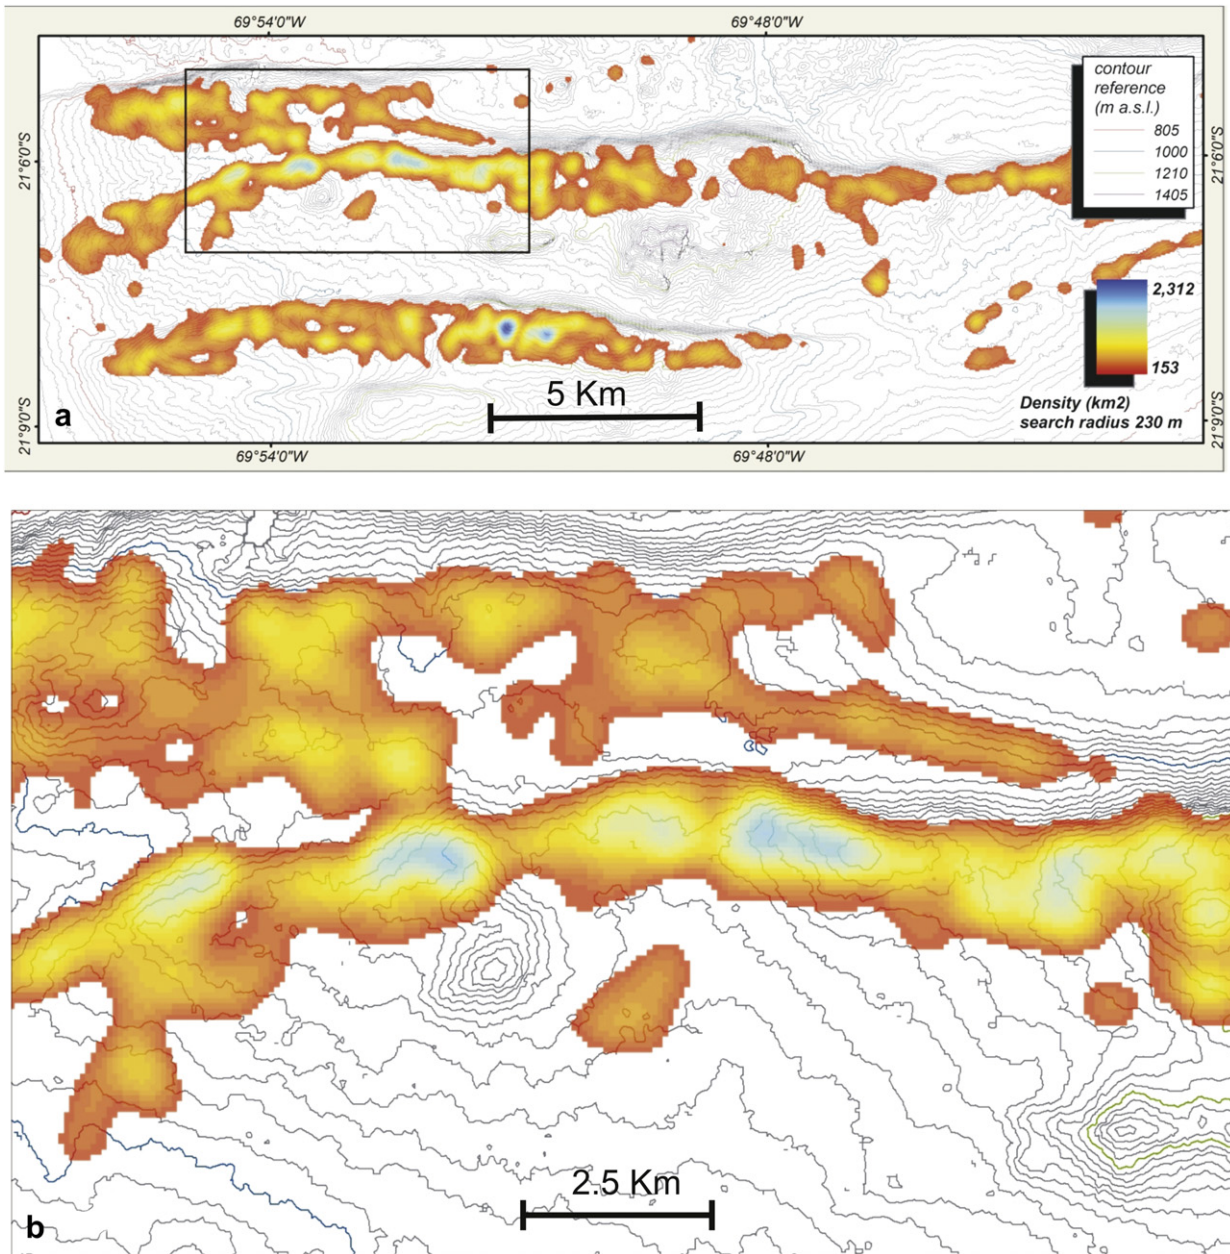 69°54'0"W
69°48'0"W
contour
reference
(m a.s.l.)
805
1000
1210
1405
21°6'0"S
21°6'0"S
2,312
153
5 Km
Density (km2)
search radius 230 m
a
21°9'0"S
21°9'0"S
69°54'0"W
69°48'0"W
2.5 Km
b